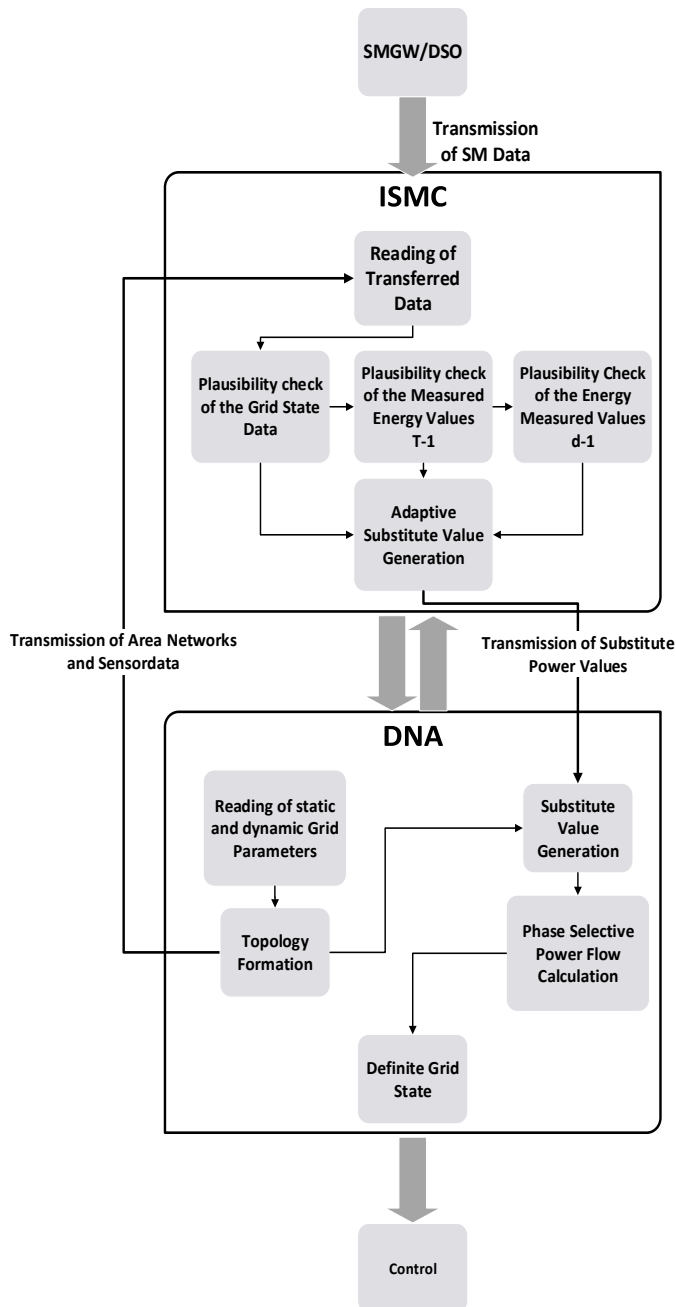 SMGW/DSO
Transmission
of SM Data
ISMC
Reading of
Transferred
Data
Plausibility check
of the Grid State
Data
Plausibility check
of the Measured
Energy Values
T-1
Plausibility Check
of the Energy
Measured Values
d-1
Adaptive
Substitute Value
Generation
Transmission of Area Networks
and Sensordata
Transmission of Substitute
Power Values
DNA
Reading of static
and dynamic Grid
Parameters
Substitute
Value
Generation
Topology
Formation
Phase Selective
Power Flow
Calculation
Definite Grid
State
Control